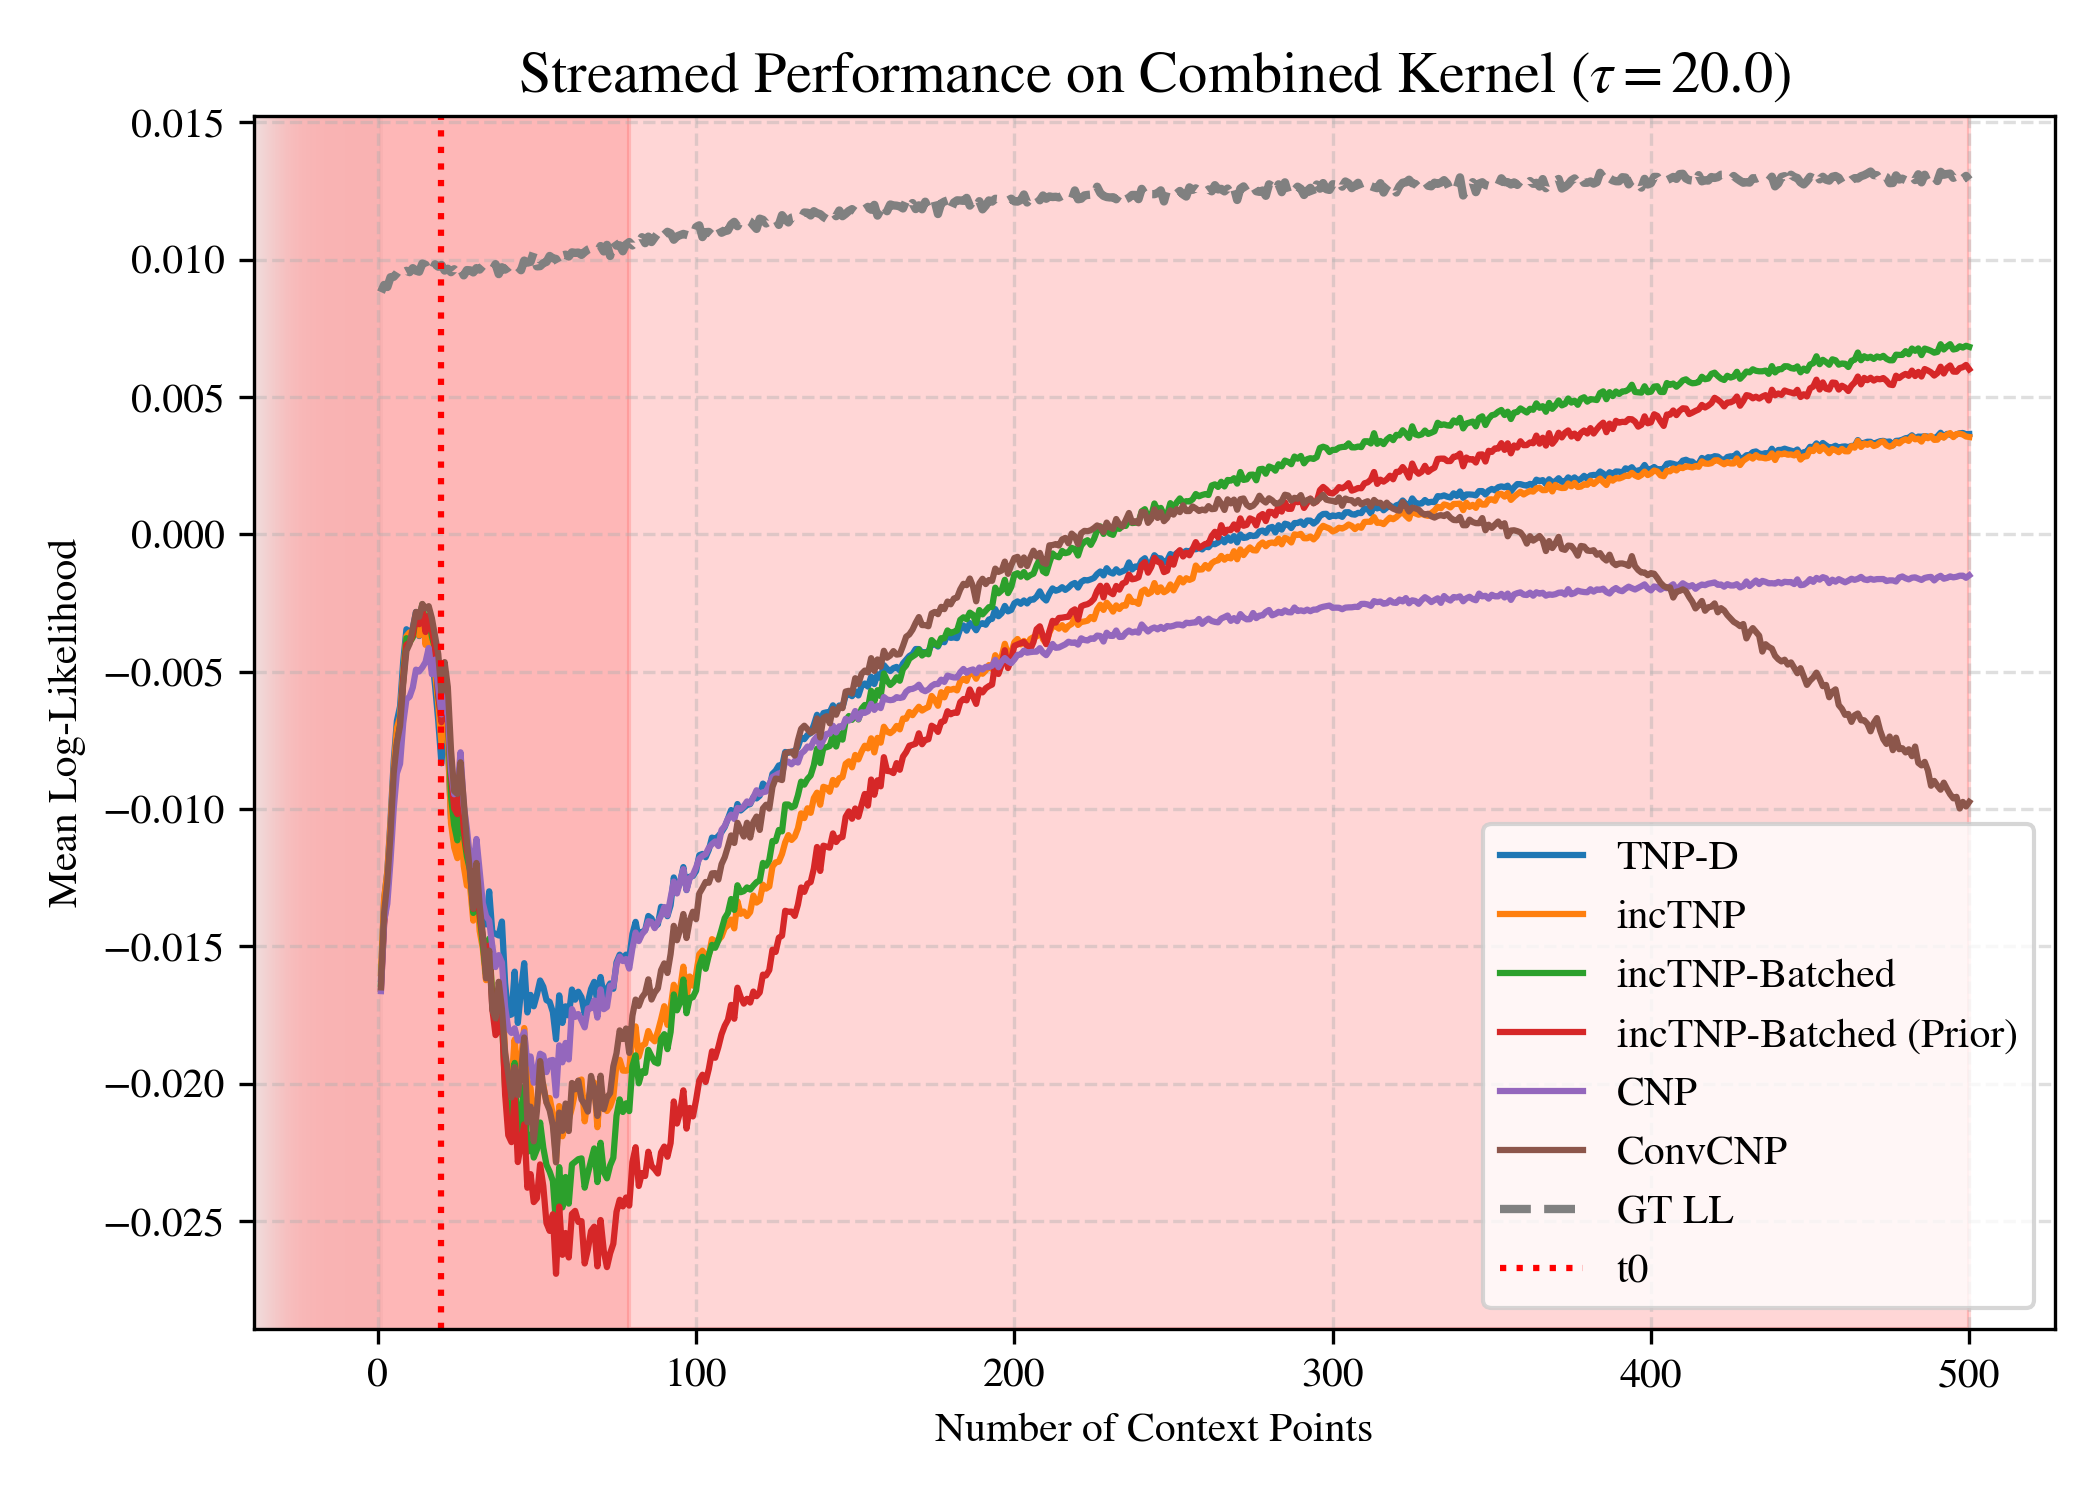 Streamed Performance on Combined Kernel (τ = 20.0)
Mean Log-Likelihood
0.015
0.010
0.005
0.000
−0.005
−0.010
−0.015
−0.020
−0.025
TNP-D
incTNP
incTNP-Batched
incTNP-Batched (Prior)
CNP
ConvCNP
GT LL
t0
0 100 200 300 400 500
Number of Context Points